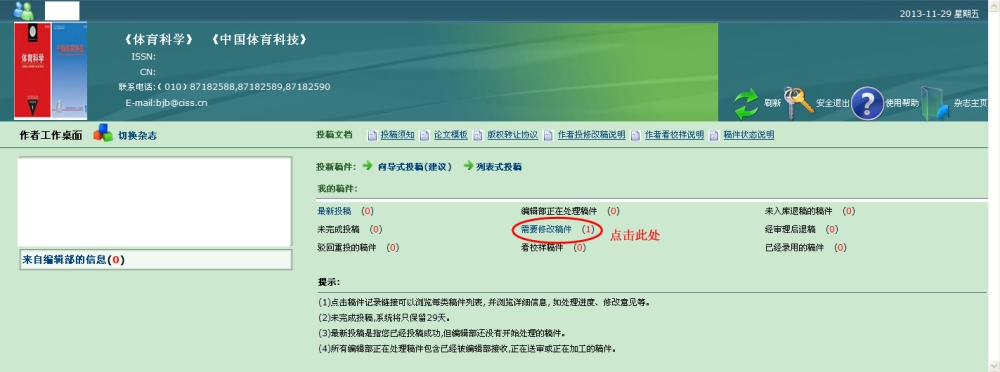 2013-11-29 星期五
体育科学
《体育科学》 《中国体育科技》
ISSN:
CN:
联系电话:（010）87182588,87182589,87182590
E-mail:bjb@ciss.cn
刷新 安全退出 使用帮助 杂志主页
作者工作桌面 切换杂志
投稿文档 投稿须知 论文模板 版权转让协议 作者投修改稿说明 作者看校样说明 稿件状态说明
投新稿件: 向导式投稿(建议) 列表式投稿
我的稿件:
最新投稿 (0) 编辑部正在处理稿件 (0) 未入库退稿的稿件 (0)
未完成投稿 (0) 需要修改稿件 (1) 点击此处 经审理后退稿 (0)
驳回重投的稿件 (0) 看校样稿件 (0) 已经录用的稿件 (0)
来自编辑部的信息(0)
提示:
(1)点击稿件记录链接可以浏览每类稿件列表, 并浏览详细信息, 如处理进度、修改意见等。
(2)未完成投稿,系统将只保留29天。
(3)最新投稿是指您已经投稿成功,但编辑部还没有开始处理的稿件。
(4)所有编辑部正在处理稿件包含已经被编辑部接收,正在送审或正在加工的稿件。